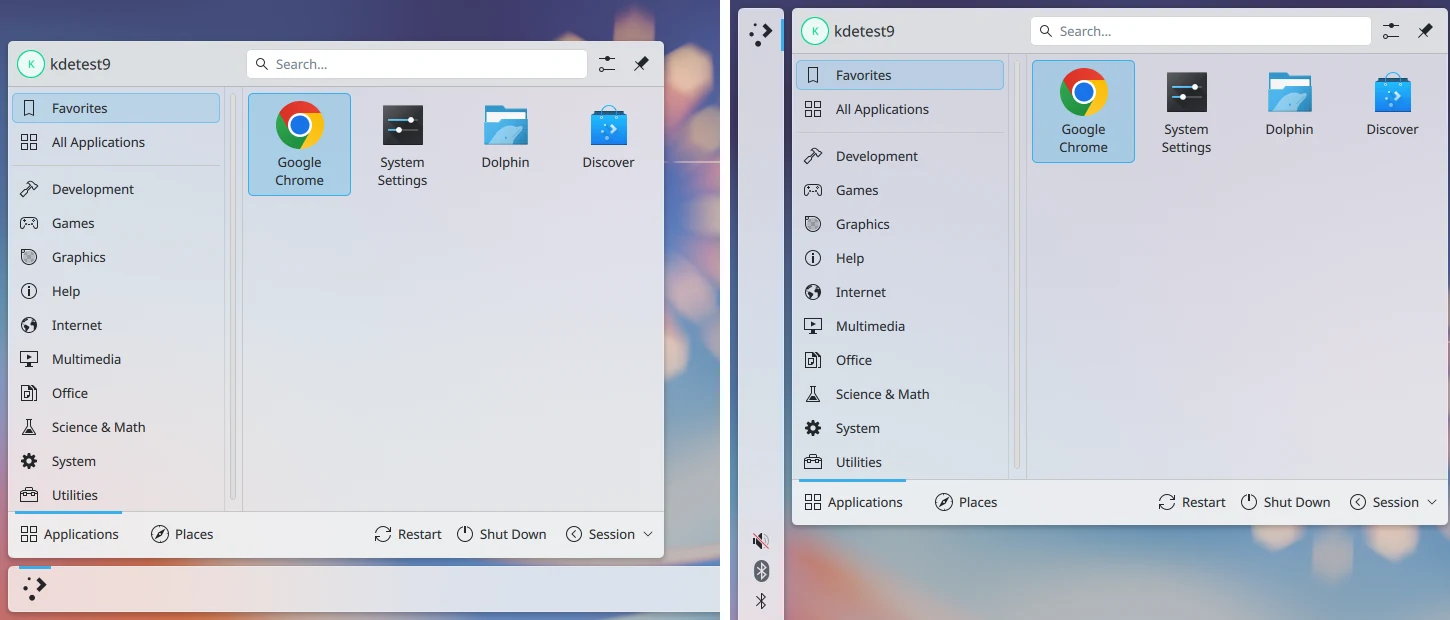 K kdetest9
Search...
Favorites
All Applications
Development
Games
Graphics
Help
Internet
Multimedia
Office
Science & Math
System
Utilities
Google
Chrome
System
Settings
Dolphin
Discover
Applications
Places
Restart
Shut Down
Session
K kdetest9
Search...
Favorites
All Applications
Development
Games
Graphics
Help
Internet
Multimedia
Office
Science & Math
System
Utilities
Google
Chrome
System
Settings
Dolphin
Discover
Applications
Places
Restart
Shut Down
Session